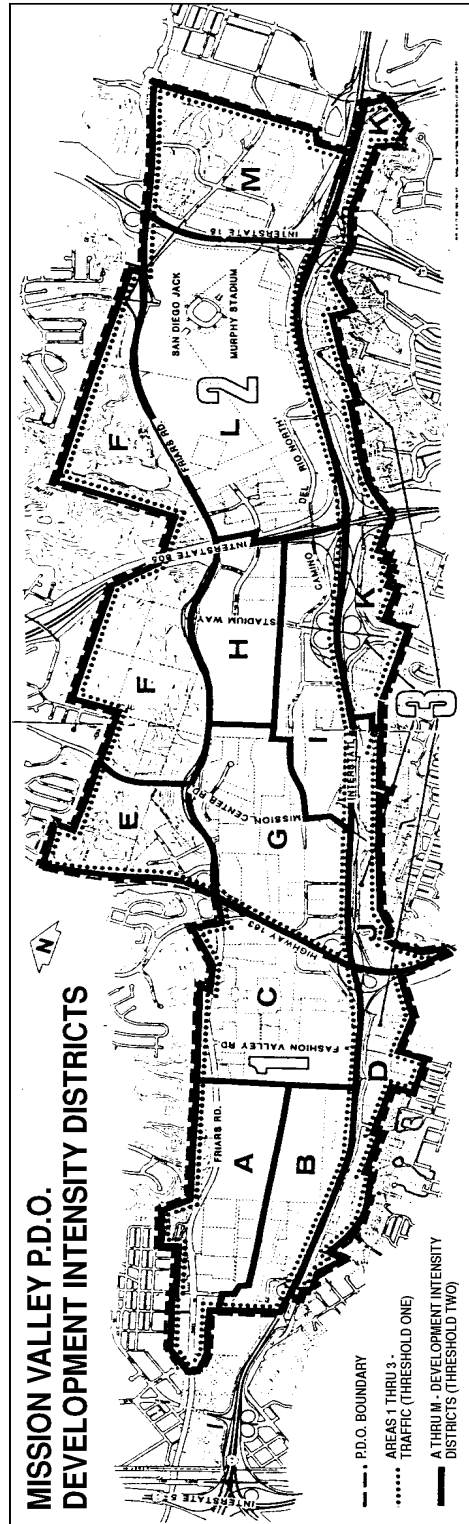 MISSION VALLEY P.D.O.
DEVELOPMENT INTENSITY DISTRICTS
N
INTERSTATE 5
P.D.O. BOUNDARY
AREAS 1 THRU 3 -
TRAFFIC (THRESHOLD ONE)
A THRU M - DEVELOPMENT INTENSITY
DISTRICTS (THRESHOLD TWO)
FRIARS RD.
A
B
C
1
FASHION VALLEY RD
D
HIGHWAY 163
J
E
G
MISSION CENTER RD
I
INTERSTATE 8
F
H
STADIUM WAY
CAMINO DEL RIO NORTH
K
3
INTERSTATE 805
F
FRIARS RD
L
2
SAN DIEGO JACK
MURPHY STADIUM
INTERSTATE 15
M
K